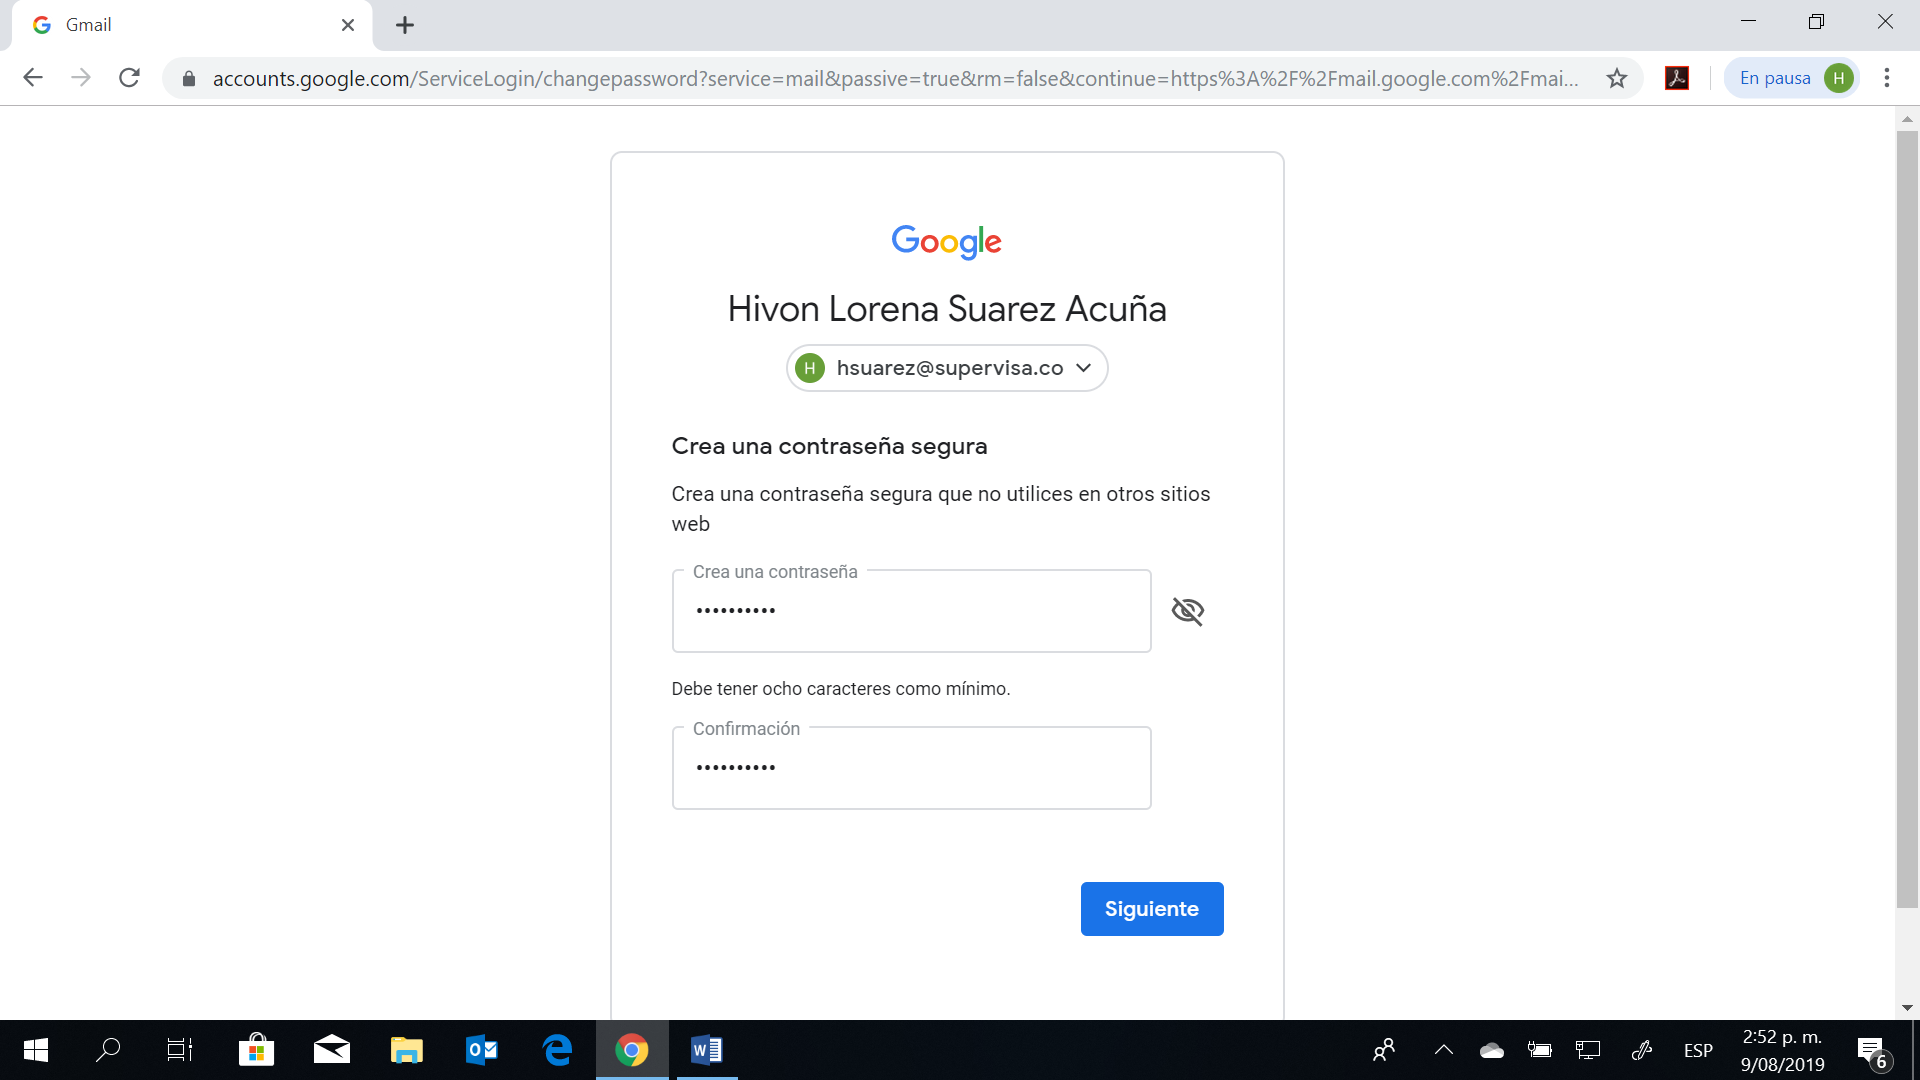 Gmail
accounts.google.com/ServiceLogin/changepassword?service=mail&passive=true&rm=false&continue=https%3A%2F%2Fmail.google.com%2Fmai...
En pausa
H
Google
Hivon Lorena Suarez Acuña
H hsuarez@supervisa.co
Crea una contraseña segura
Crea una contraseña segura que no utilices en otros sitios
web
Crea una contraseña
••••••••••
Debe tener ocho caracteres como mínimo.
Confirmación
••••••••••
Siguiente
ESP
2:52 p. m.
9/08/2019
6